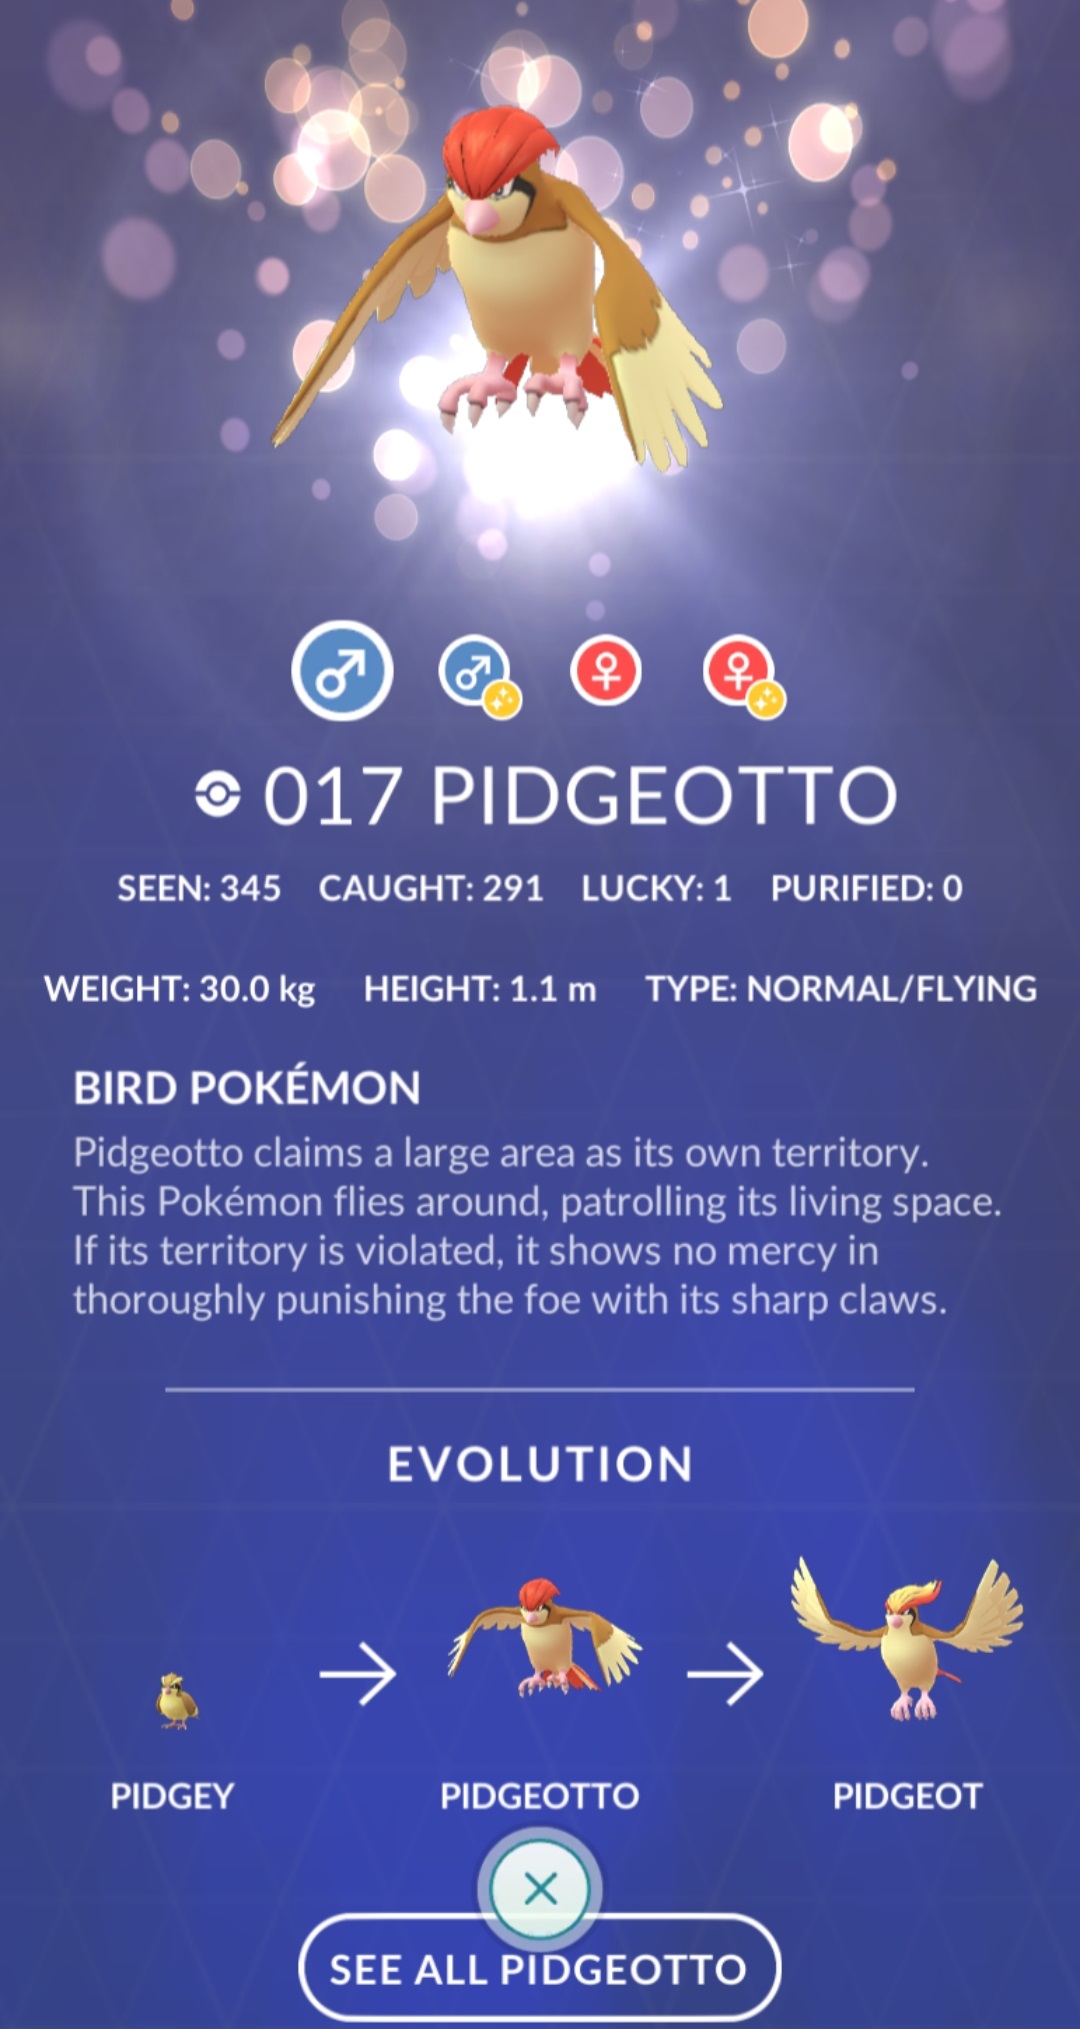 017 PIDGEOTTO
SEEN: 345 CAUGHT: 291 LUCKY: 1 PURIFIED: 0
WEIGHT: 30.0 kg HEIGHT: 1.1 m TYPE: NORMAL/FLYING
BIRD POKÉMON
Pidgeotto claims a large area as its own territory.
This Pokémon flies around, patrolling its living space.
If its territory is violated, it shows no mercy in
thoroughly punishing the foe with its sharp claws.
EVOLUTION
PIDGEY PIDGEOTTO PIDGEOT
SEE ALL PIDGEOTTO